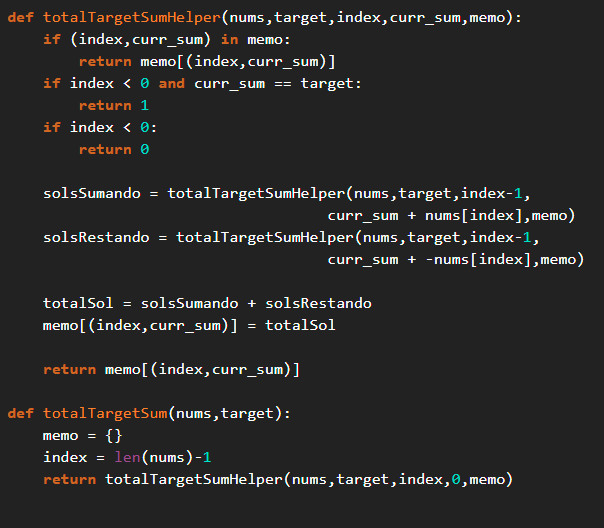 def totalTargetSumHelper(nums,target,index,curr_sum,memo):
    if (index,curr_sum) in memo:
        return memo[(index,curr_sum)]
    if index < 0 and curr_sum == target:
        return 1
    if index < 0:
        return 0

    solsSumando = totalTargetSumHelper(nums,target,index-1,
                                    curr_sum + nums[index],memo)
    solsRestando = totalTargetSumHelper(nums,target,index-1,
                                    curr_sum + -nums[index],memo)

    totalSol = solsSumando + solsRestando
    memo[(index,curr_sum)] = totalSol

    return memo[(index,curr_sum)]

def totalTargetSum(nums,target):
    memo = {}
    index = len(nums)-1
    return totalTargetSumHelper(nums,target,index,0,memo)